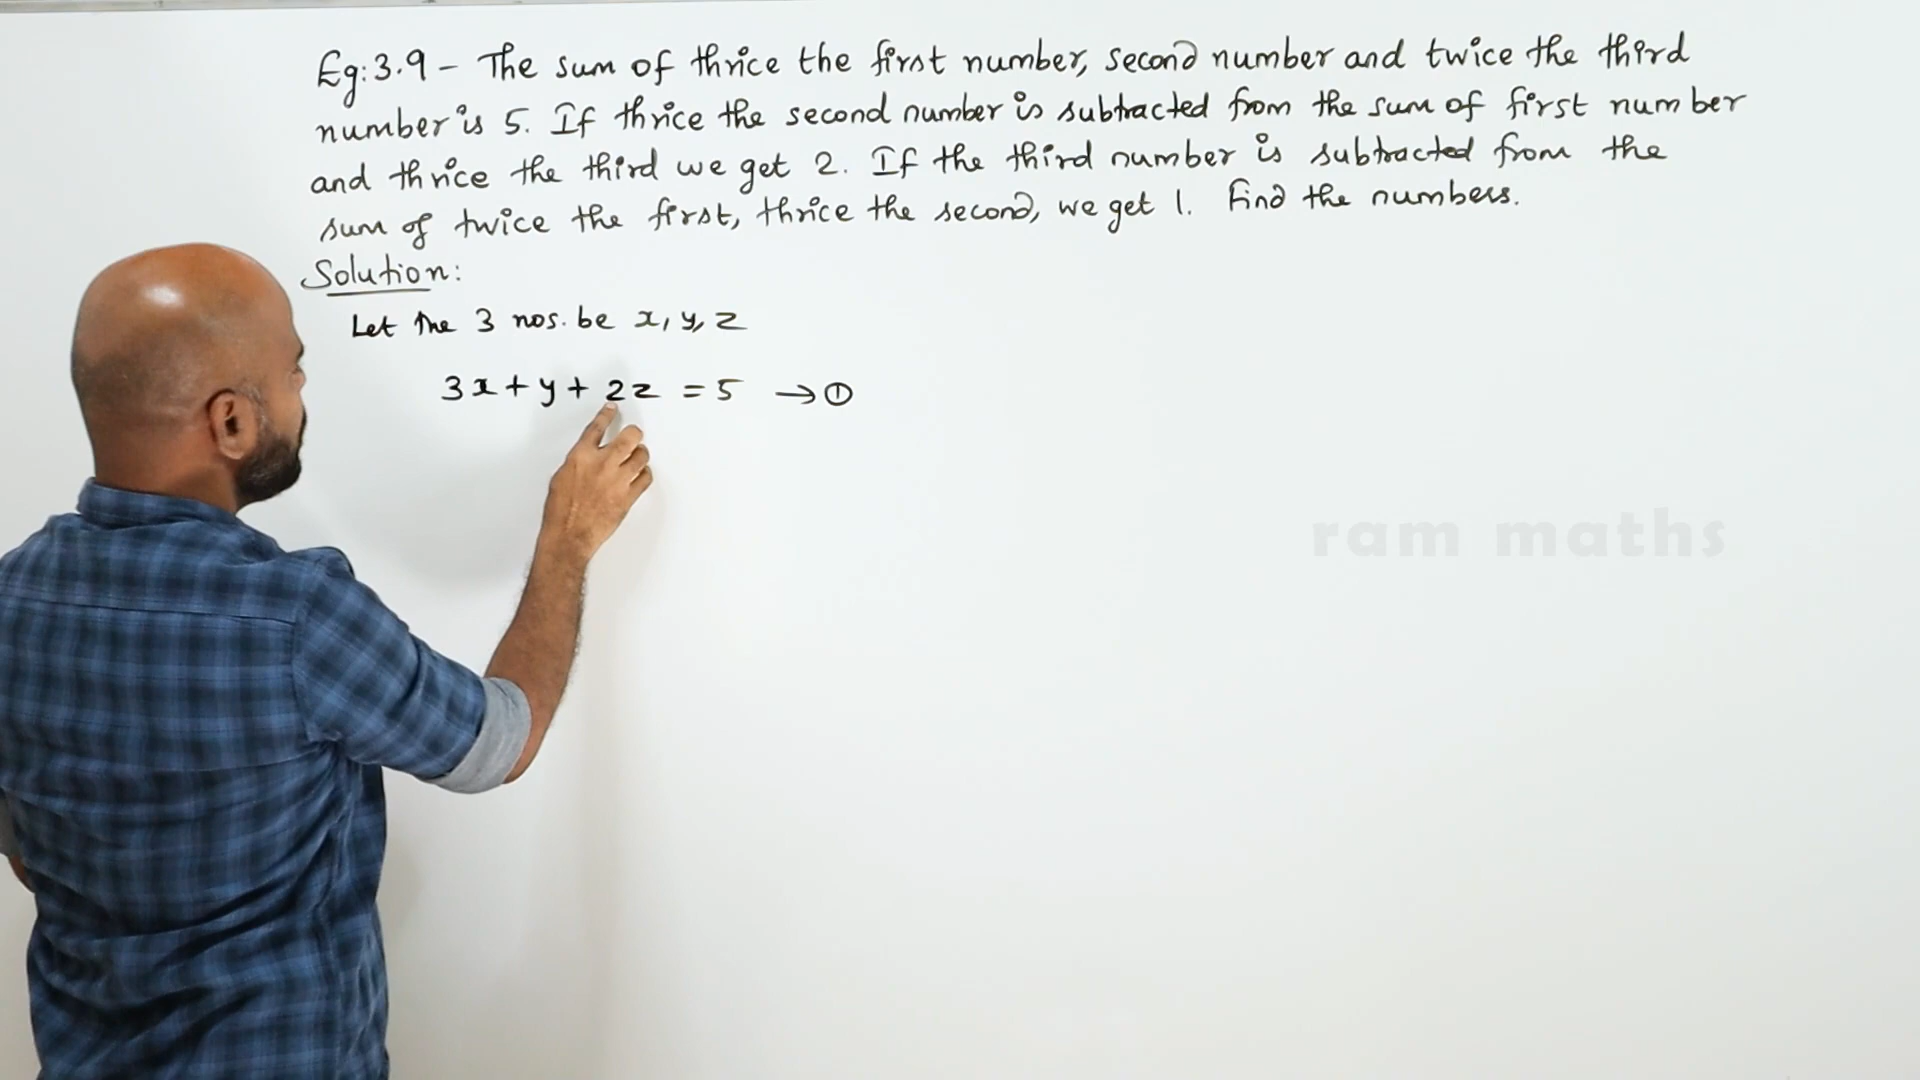 Eg: 3.9 - The sum of thrice the first number, second number and twice the third
number is 5. If thrice the second number is subtracted from the sum of first number
and thrice the third we get 2. If the third number is subtracted from the
sum of twice the first, thrice the second, we get 1. Find the numbers.
Solution:
Let the 3 nos. be x, y, z
3x + y + 2z = 5 → ①
ram maths